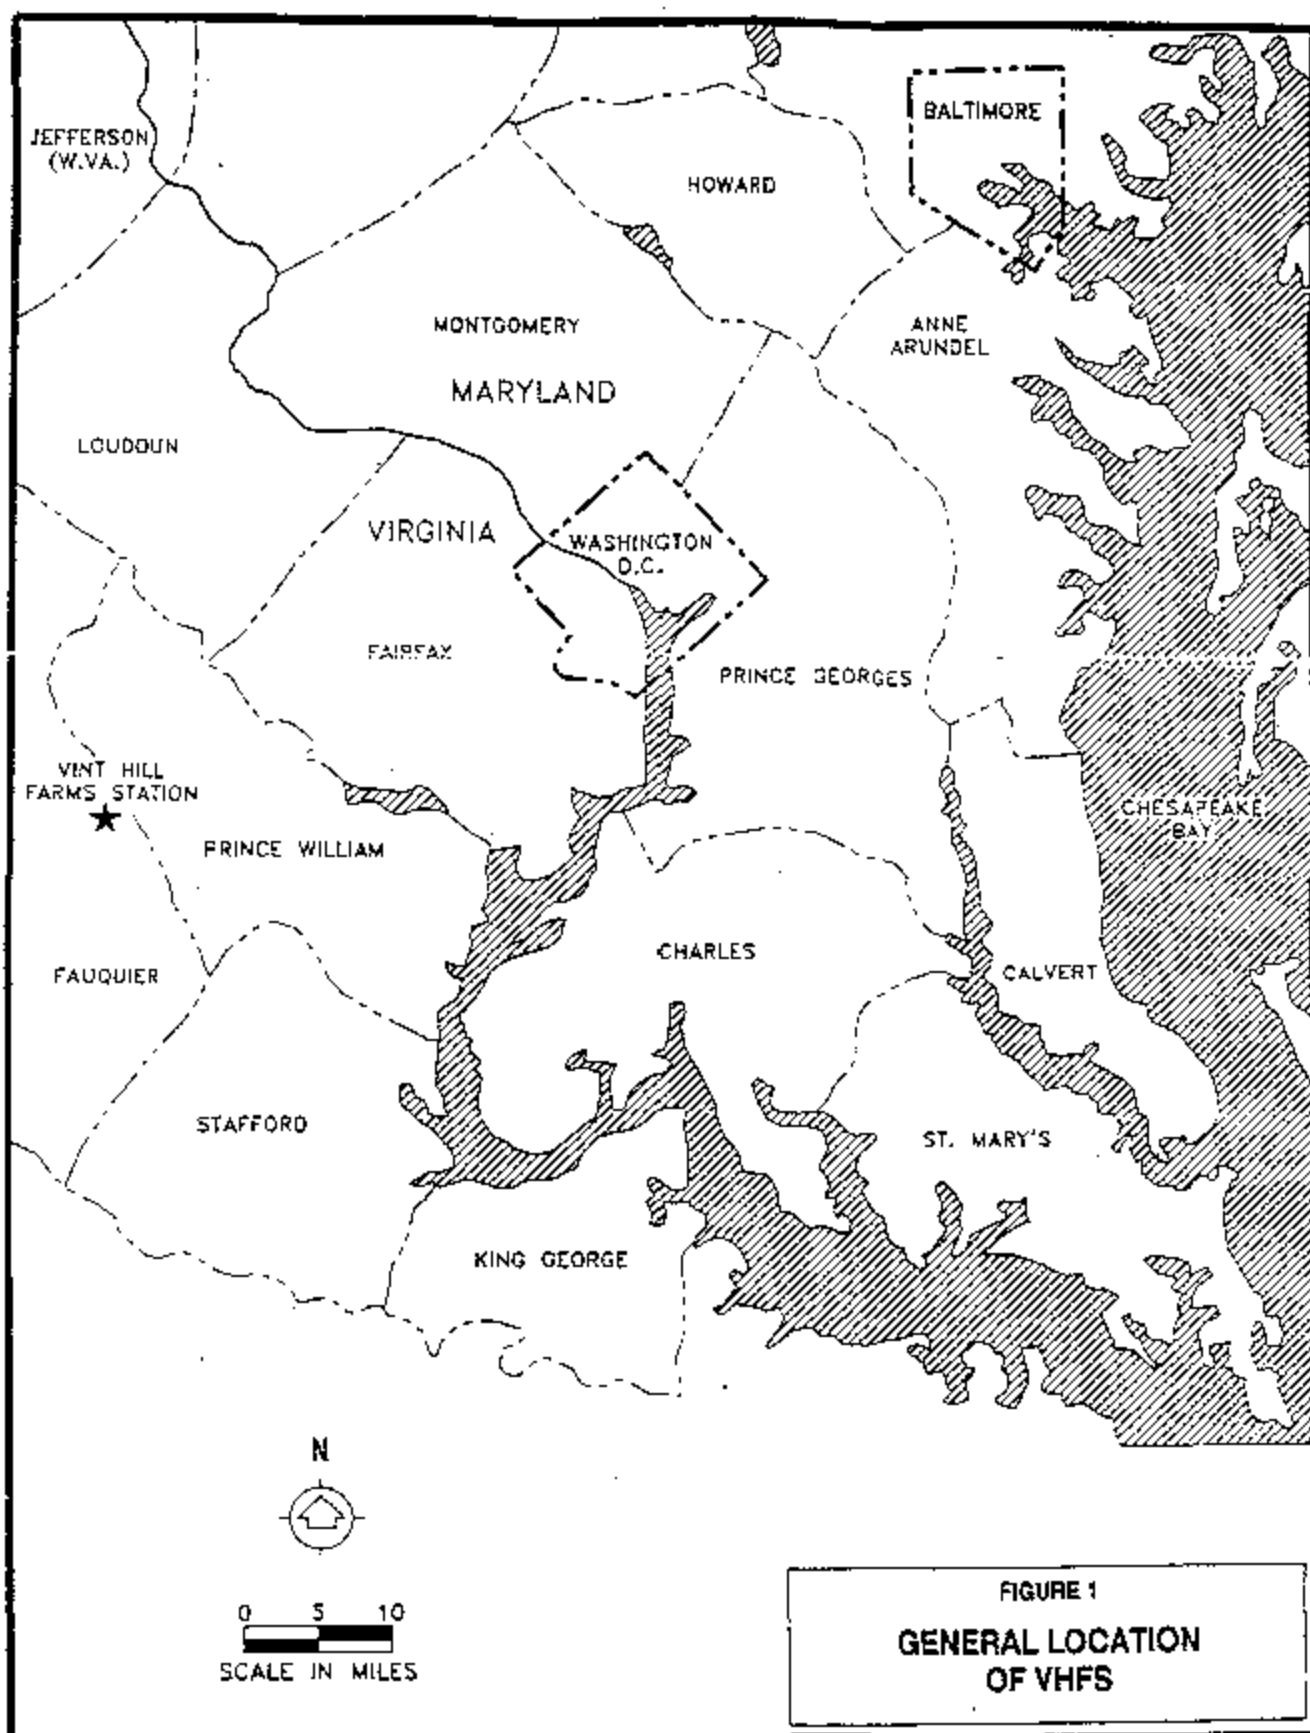 BALTIMORE
JEFFERSON
(W.VA.)
HOWARD
MONTGOMERY
ANNE
ARUNDEL
MARYLAND
LOUDOUN
VIRGINIA
WASHINGTON
D.C.
FAIRFAX
PRINCE GEORGES
VINT HILL
FARMS STATION
CHESAPEAKE
BAY
PRINCE WILLIAM
CHARLES
FAUQUIER
CALVERT
STAFFORD
ST. MARY'S
KING GEORGE
N
0 5 10
SCALE IN MILES
FIGURE 1
GENERAL LOCATION
OF VHFS